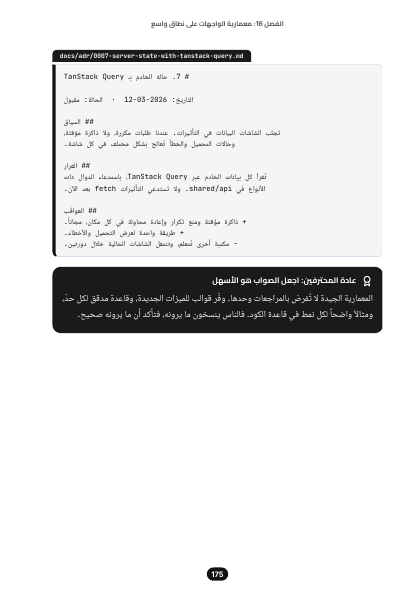 الفصل 16: معمارية الواجهات على نطاق واسع
docs/adr/0007-server-state-with-tanstack-query.md
# 7. حالة الخادم بـ TanStack Query
التاريخ: 2026-03-12 · الحالة: مقبول
## السياق
تجلب الشاشات البيانات في التأثيرات. عندنا طلبات مكررة، ولا ذاكرة مؤقتة،
وحالات التحميل والخطأ تُعالج بشكل مختلف في كل شاشة.
## القرار
تُقرأ كل بيانات الخادم عبر TanStack Query، باستدعاء الدوال ذات
الأنواع في shared/api. ولا تستدعي التأثيرات fetch بعد الآن.
## العواقب
+ ذاكرة مؤقتة ومنع تكرار وإعادة محاولة في كل مكان، مجاناً.
+ طريقة واحدة لعرض التحميل والأخطاء.
- مكتبة أخرى تُتعلم، وتنتقل الشاشات الحالية خلال دورتين.
عادة المحترفين: اجعل الصواب هو الأسهل
المعمارية الجيدة لا تُفرَض بالمراجعات وحدها. وفّر قوالب للميزات الجديدة، وقاعدة مدقق لكل حدّ،
ومثالاً واضحاً لكل نمط في قاعدة الكود. فالناس ينسخون ما يرونه، فتأكد أن ما يرونه صحيح.
175